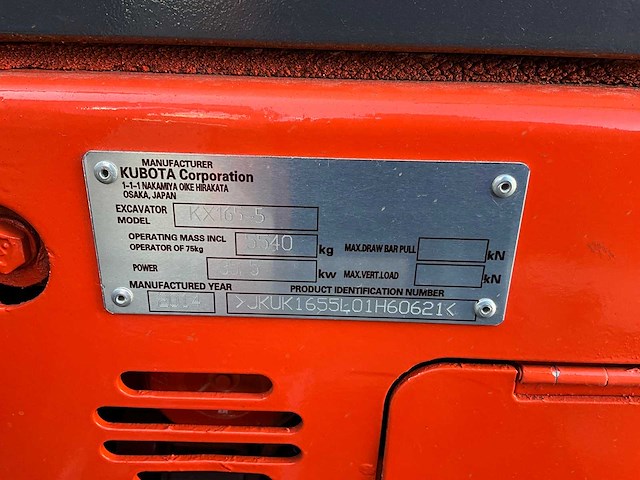 MANUFACTURER
KUBOTA Corporation
1-1-1 NAKAMIYA OIKE HIRAKATA
OSAKA, JAPAN
EXCAVATOR MODEL KX165-5
OPERATING MASS INCL OPERATOR OF 75kg 5540 kg MAX.DRAW BAR PULL kN
POWER kw MAX.VERT.LOAD kN
MANUFACTURED YEAR PRODUCT IDENTIFICATION NUMBER
>JKUK1655L01H60621<